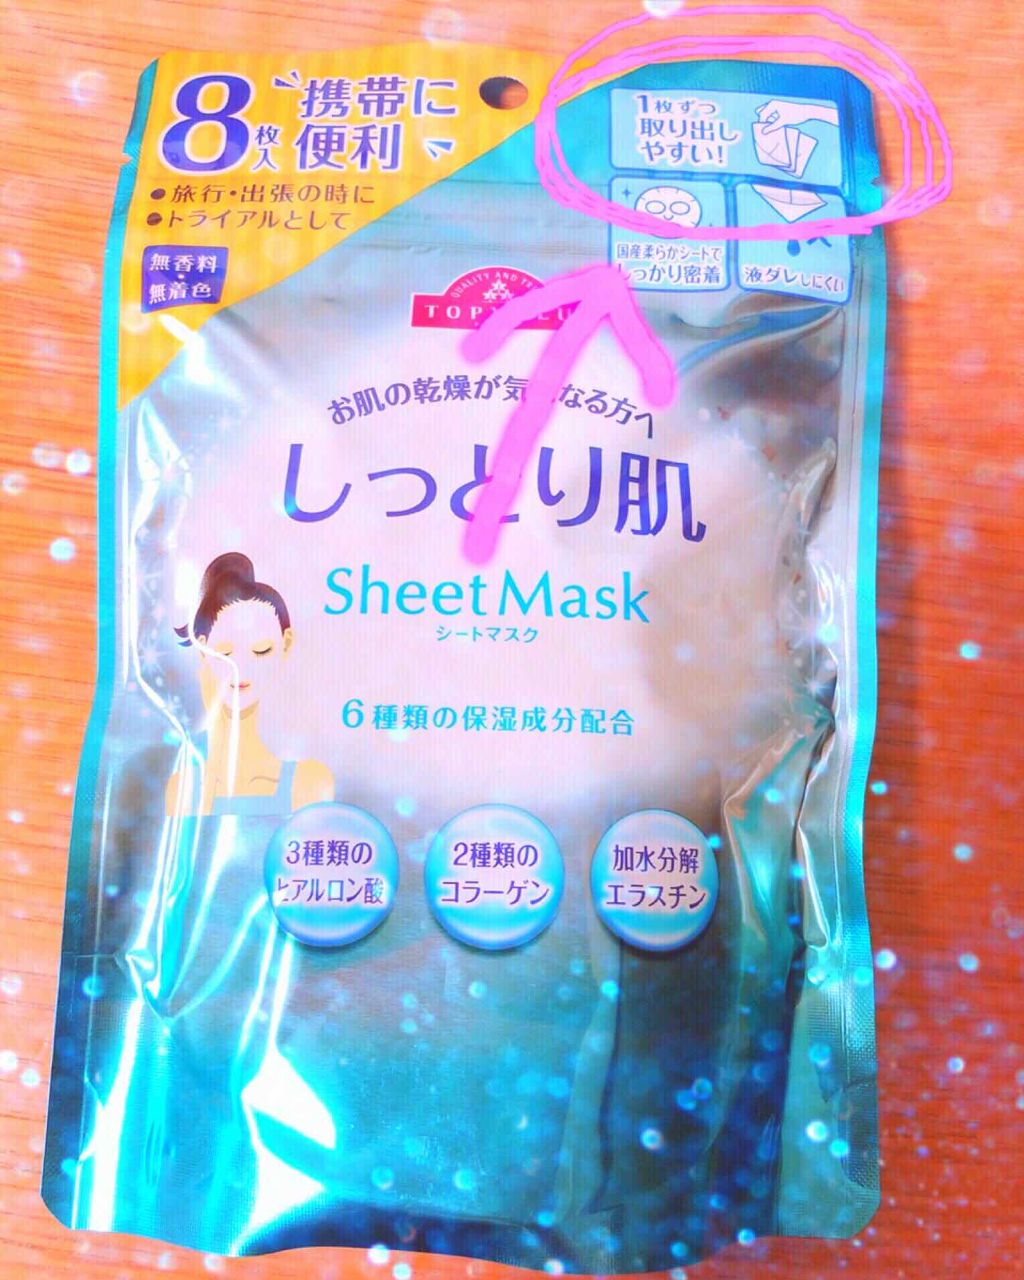 8枚入
携帯に
便利
●旅行・出張の時に
●トライアルとして
無香料
無着色
1枚ずつ
取り出し
やすい!
国産柔らかシートで
しっかり密着
液ダレしにくい
QUALITY AND
お肌の乾燥が気になる方へ
しっとり肌
Sheet Mask
シートマスク
6種類の保湿成分配合
3種類の
ヒアルロン酸
2種類の
コラーゲン
加水分解
エラスチン